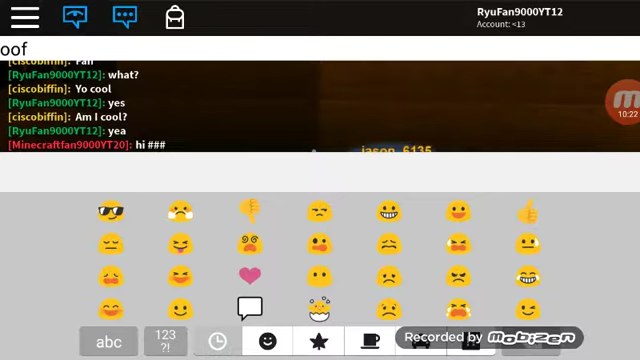 RyuFan9000YT12
Account: <13
oof
[ciscobiffin]: Fan
[RyuFan9000YT12]: what?
[ciscobiffin]: Yo cool
[RyuFan9000YT12]: yes
[ciscobiffin]: Am I cool?
[RyuFan9000YT12]: yea
[Minecraftfan9000YT20]: hi ###
jason_6135
10:22
abc
123
?!
Recorded by mobizen